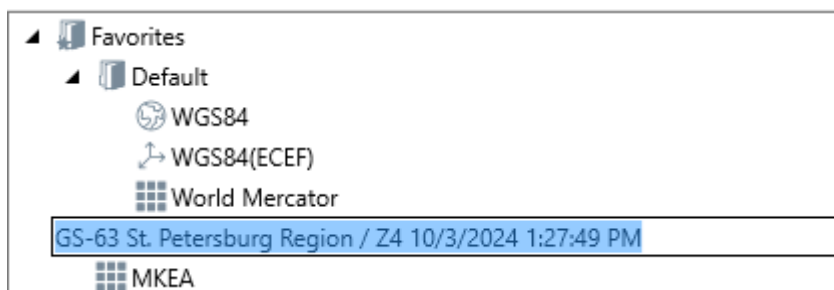 Favorites
Default
WGS84
WGS84(ECEF)
World Mercator
GS-63 St. Petersburg Region / Z4 10/3/2024 1:27:49 PM
MKEA